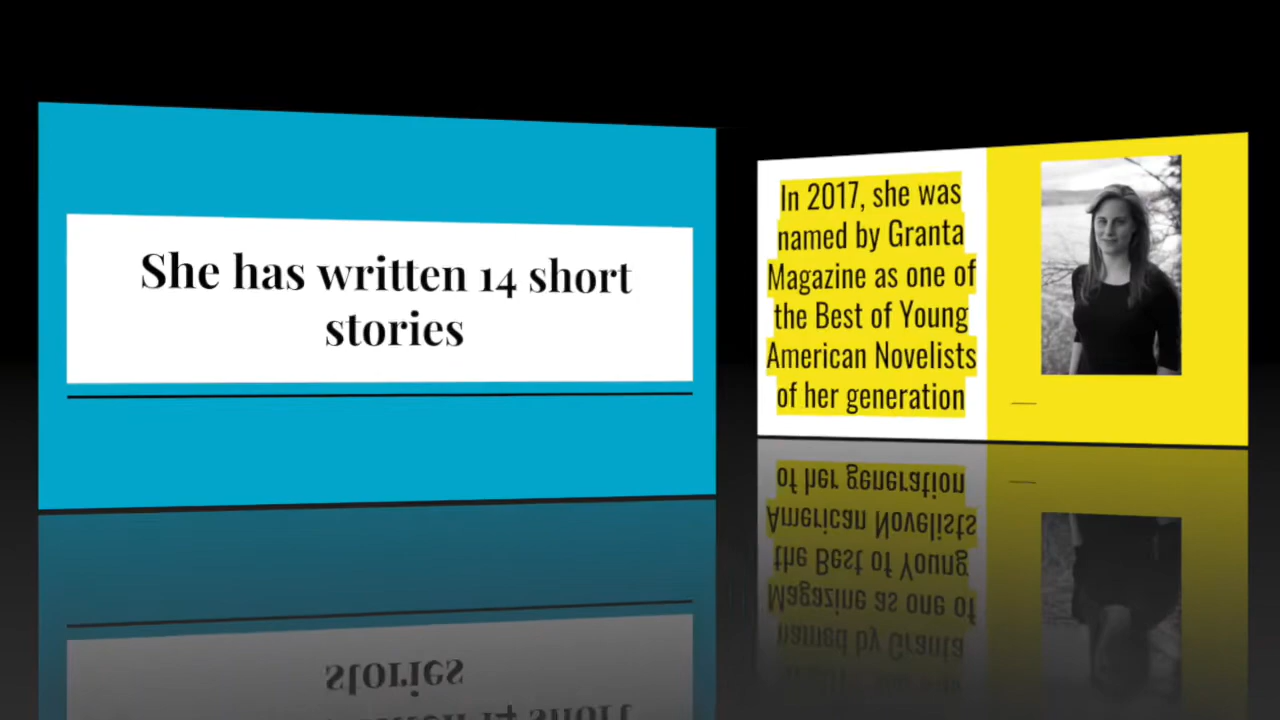 She has written 14 short
stories
In 2017, she was
named by Granta
Magazine as one of
the Best of Young
American Novelists
of her generation